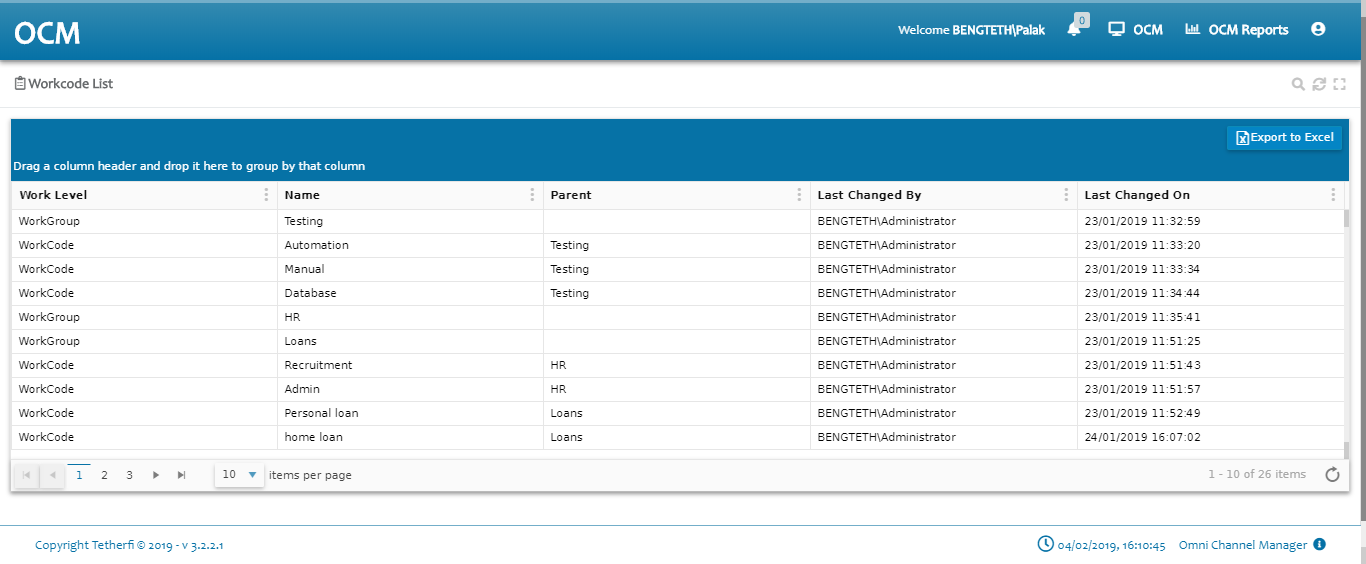 OCM
Welcome BENGTETH\Palak 0 OCM OCM Reports
Workcode List
Export to Excel
Drag a column header and drop it here to group by that column
Work Level Name Parent Last Changed By Last Changed On
WorkGroup Testing BENGTETH\Administrator 23/01/2019 11:32:59
WorkCode Automation Testing BENGTETH\Administrator 23/01/2019 11:33:20
WorkCode Manual Testing BENGTETH\Administrator 23/01/2019 11:33:34
WorkCode Database Testing BENGTETH\Administrator 23/01/2019 11:34:44
WorkGroup HR BENGTETH\Administrator 23/01/2019 11:35:41
WorkGroup Loans BENGTETH\Administrator 23/01/2019 11:51:25
WorkCode Recruitment HR BENGTETH\Administrator 23/01/2019 11:51:43
WorkCode Admin HR BENGTETH\Administrator 23/01/2019 11:51:57
WorkCode Personal loan Loans BENGTETH\Administrator 23/01/2019 11:52:49
WorkCode home loan Loans BENGTETH\Administrator 24/01/2019 16:07:02
1 2 3 10 items per page 1 - 10 of 26 items
Copyright Tetherfi © 2019 - v 3.2.2.1 04/02/2019, 16:10:45 Omni Channel Manager